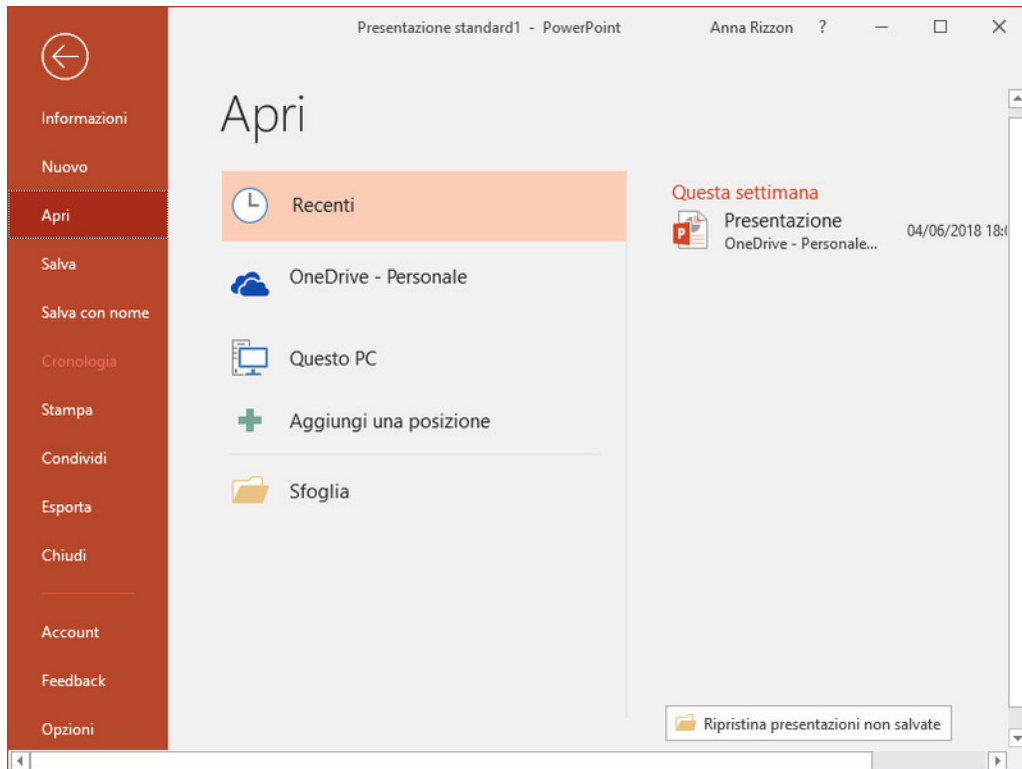 Presentazione standard1 - PowerPoint
Anna Rizzon
?
Informazioni
Nuovo
Apri
Salva
Salva con nome
Cronologia
Stampa
Condividi
Esporta
Chiudi
Account
Feedback
Opzioni
Apri
Recenti
OneDrive - Personale
Questo PC
Aggiungi una posizione
Sfoglia
Questa settimana
Presentazione
OneDrive - Personale...
04/06/2018
Ripristina presentazioni non salvate